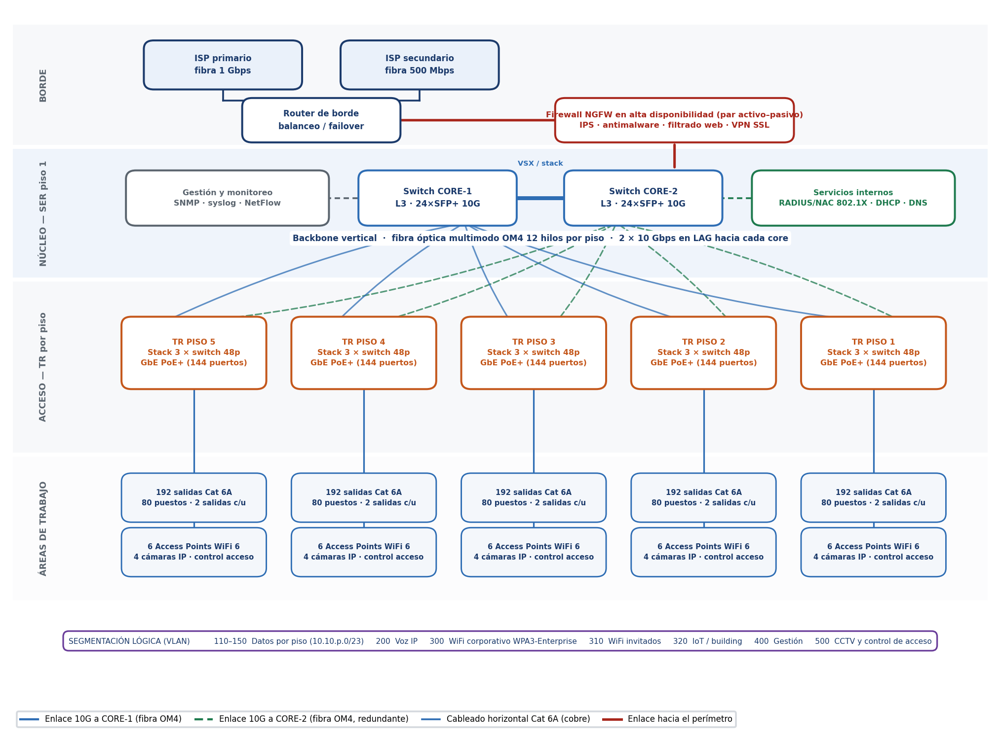 BORDE
ISP primario
fibra 1 Gbps
ISP secundario
fibra 500 Mbps
Router de borde
balanceo / failover
Firewall NGFW en alta disponibilidad (par activo–pasivo)
IPS · antimalware · filtrado web · VPN SSL
NÚCLEO — SER piso 1
VSX / stack
Gestión y monitoreo
SNMP · syslog · NetFlow
Switch CORE-1
L3 · 24×SFP+ 10G
Switch CORE-2
L3 · 24×SFP+ 10G
Servicios internos
RADIUS/NAC 802.1X · DHCP · DNS
Backbone vertical · fibra óptica multimodo OM4 12 hilos por piso · 2 × 10 Gbps en LAG hacia cada core
ACCESO — TR por piso
TR PISO 5
Stack 3 × switch 48p
GbE PoE+ (144 puertos)
TR PISO 4
Stack 3 × switch 48p
GbE PoE+ (144 puertos)
TR PISO 3
Stack 3 × switch 48p
GbE PoE+ (144 puertos)
TR PISO 2
Stack 3 × switch 48p
GbE PoE+ (144 puertos)
TR PISO 1
Stack 3 × switch 48p
GbE PoE+ (144 puertos)
ÁREAS DE TRABAJO
192 salidas Cat 6A
80 puestos · 2 salidas c/u
192 salidas Cat 6A
80 puestos · 2 salidas c/u
192 salidas Cat 6A
80 puestos · 2 salidas c/u
192 salidas Cat 6A
80 puestos · 2 salidas c/u
192 salidas Cat 6A
80 puestos · 2 salidas c/u
6 Access Points WiFi 6
4 cámaras IP · control acceso
6 Access Points WiFi 6
4 cámaras IP · control acceso
6 Access Points WiFi 6
4 cámaras IP · control acceso
6 Access Points WiFi 6
4 cámaras IP · control acceso
6 Access Points WiFi 6
4 cámaras IP · control acceso
SEGMENTACIÓN LÓGICA (VLAN) 110–150 Datos por piso (10.10.p.0/23) 200 Voz IP 300 WiFi corporativo WPA3-Enterprise 310 WiFi invitados 320 IoT / building 400 Gestión 500 CCTV y control de acceso
Enlace 10G a CORE-1 (fibra OM4)
Enlace 10G a CORE-2 (fibra OM4, redundante)
Cableado horizontal Cat 6A (cobre)
Enlace hacia el perímetro